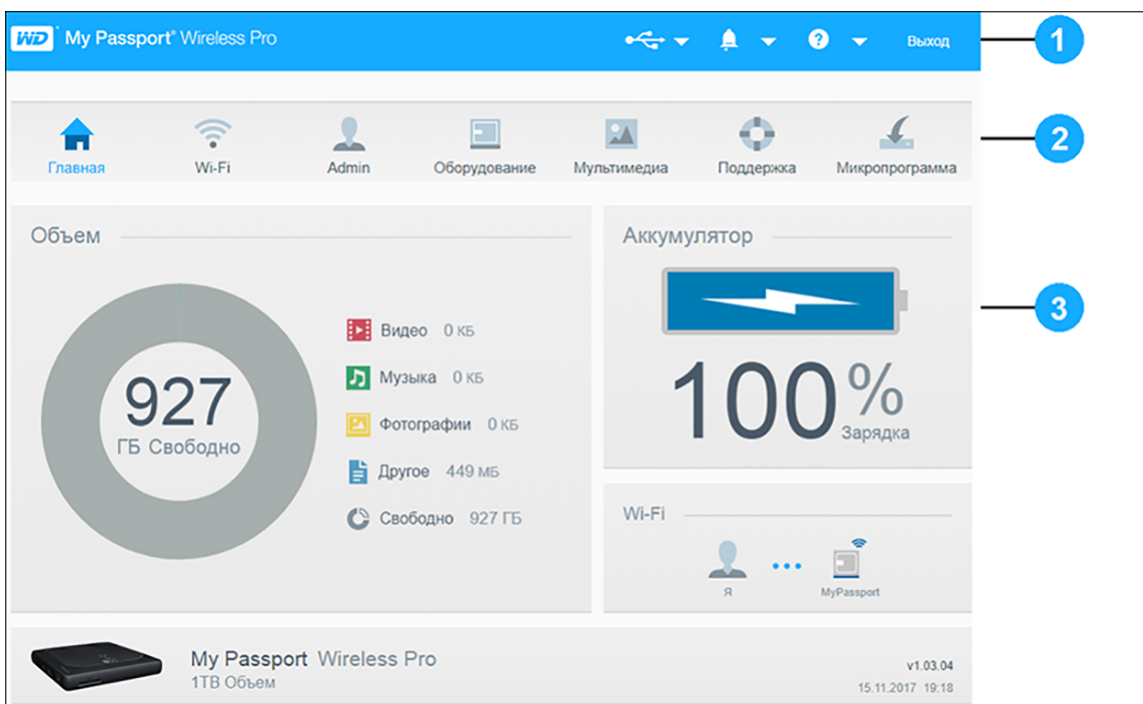 WD My Passport® Wireless Pro
? Выход
1
Главная Wi-Fi Admin Оборудование Мультимедиа Поддержка Микропрограмма
2
Объем
927
ГБ Свободно
Видео 0 КБ
Музыка 0 КБ
Фотографии 0 КБ
Другое 449 МБ
Свободно 927 ГБ
Аккумулятор
100%
Зарядка
3
Wi-Fi
Я MyPassport
My Passport Wireless Pro
1TB Объем
v1.03.04
15.11.2017 19:18